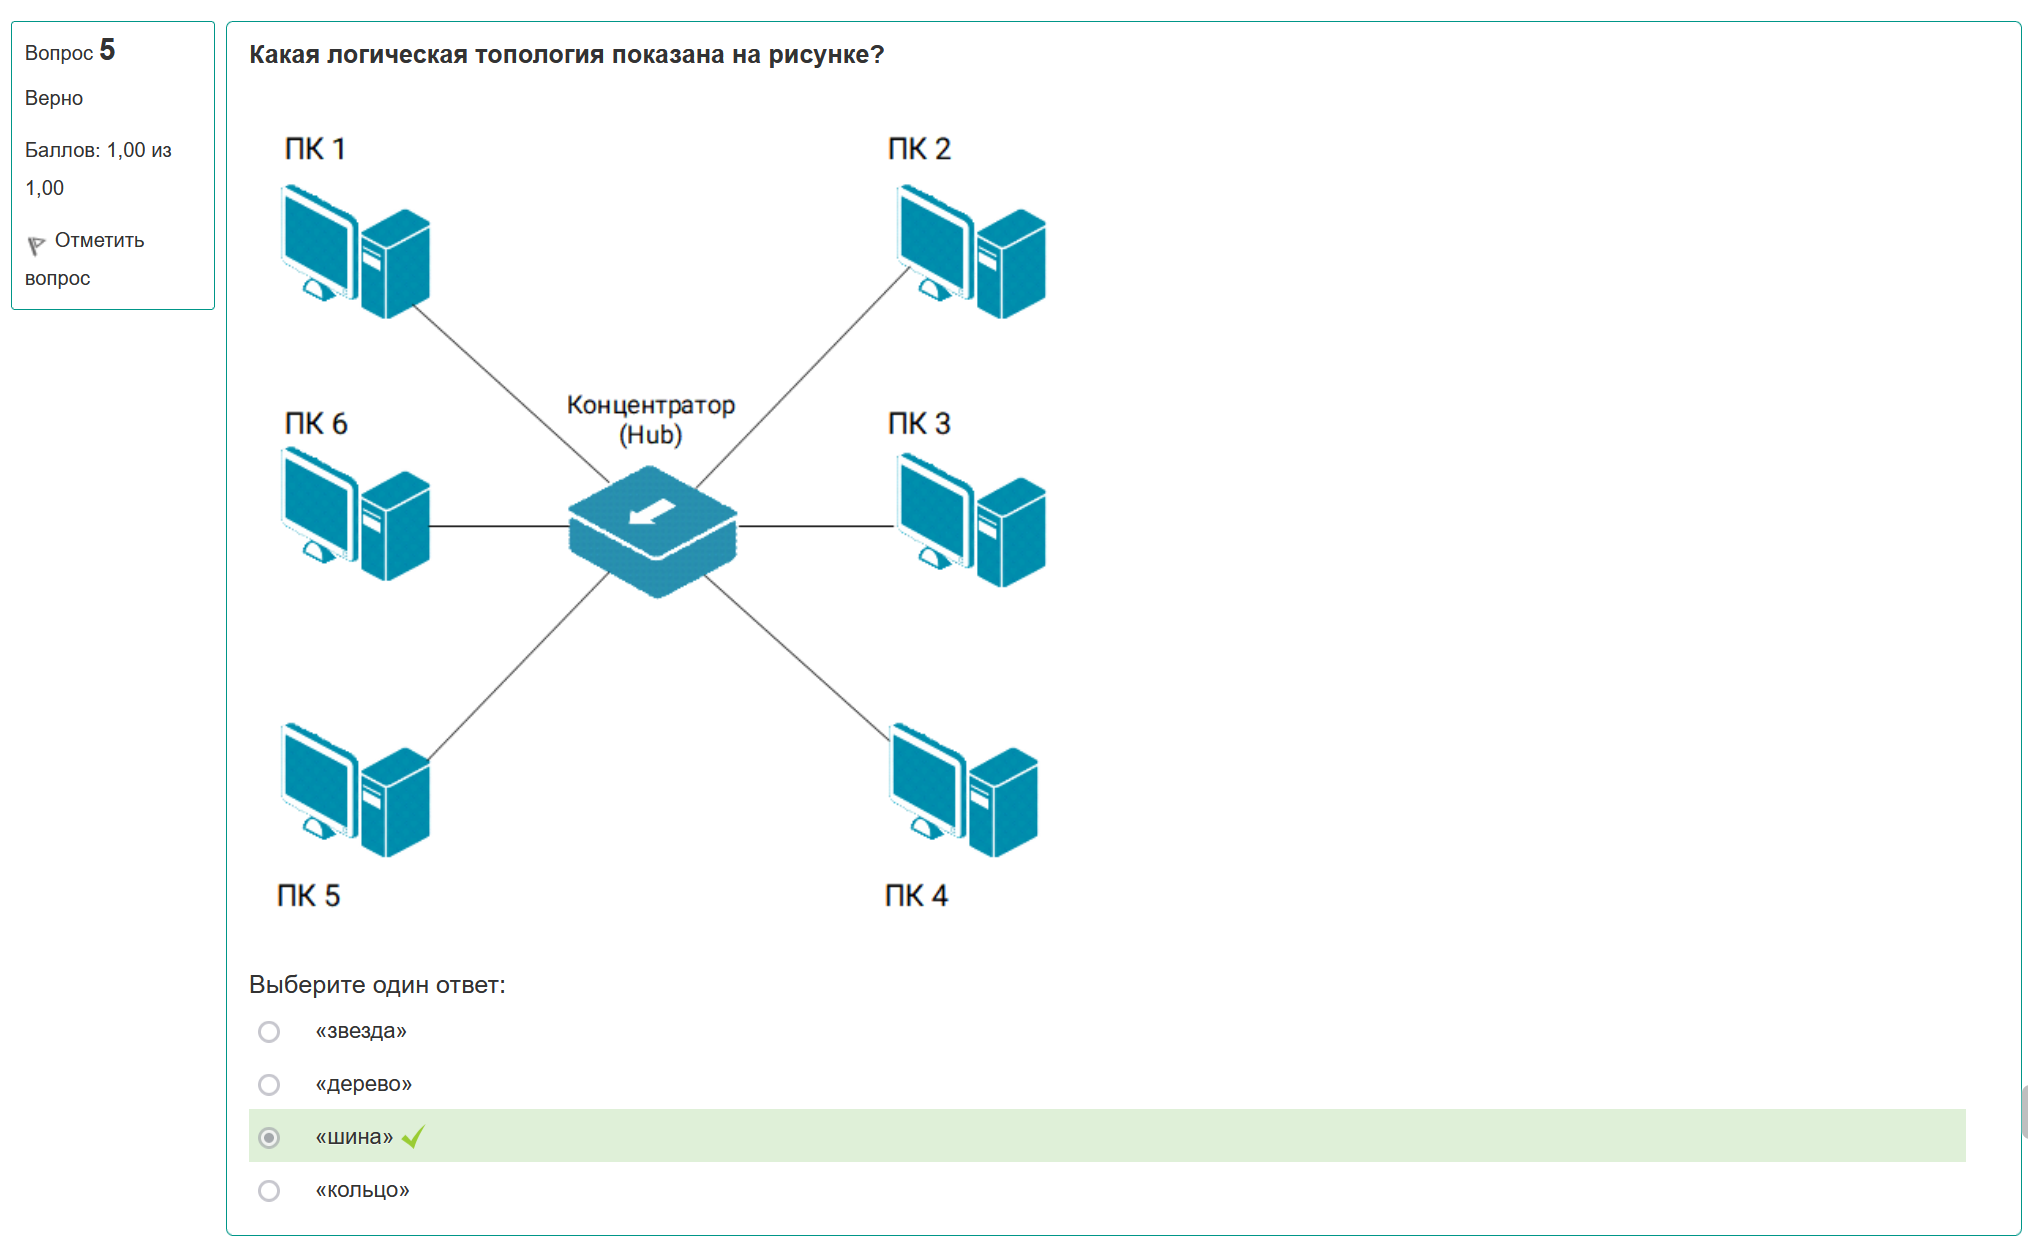 Вопрос 5
Верно
Баллов: 1,00 из
1,00
Отметить
вопрос
Какая логическая топология показана на рисунке?
ПК 1
ПК 2
Концентратор
(Hub)
ПК 6
ПК 3
ПК 5
ПК 4
Выберите один ответ:
«звезда»
«дерево»
«шина»
«кольцо»